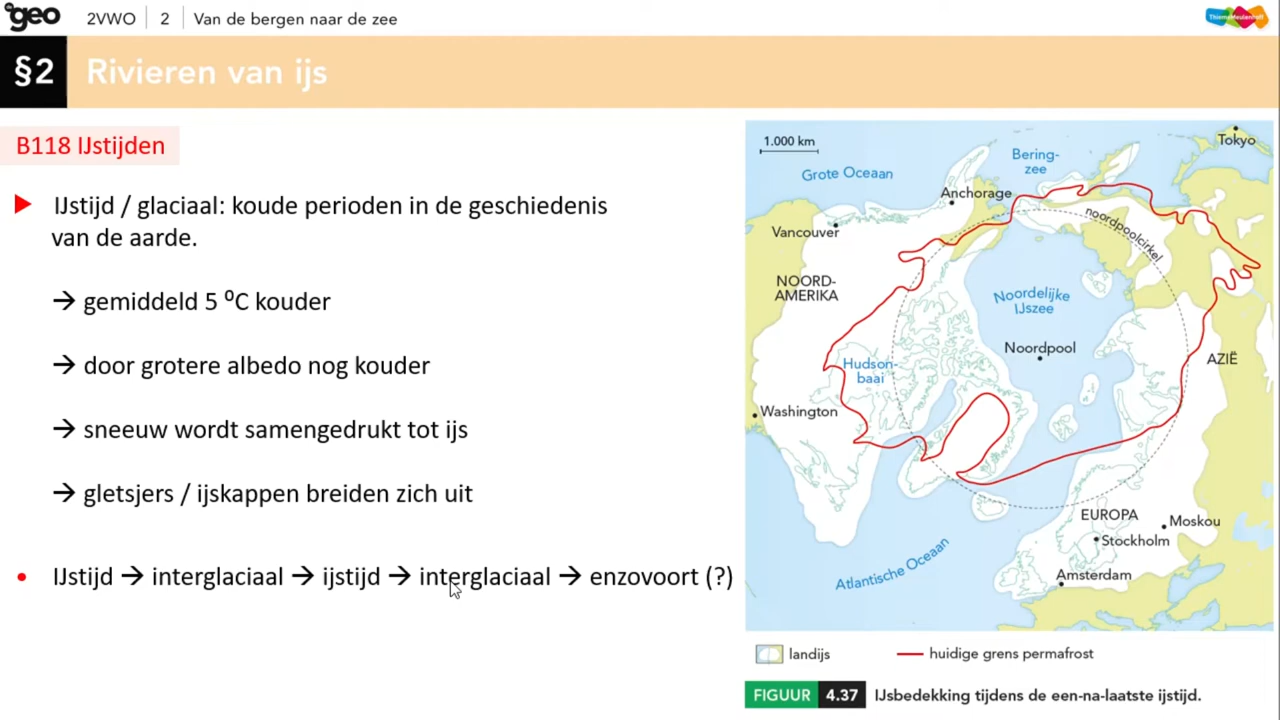 de geo
2VWO | 2 | Van de bergen naar de zee
ThiemeMeulenhoff
§2 Rivieren van ijs
B118 IJstijden
IJstijd / glaciaal: koude perioden in de geschiedenis
van de aarde.
→ gemiddeld 5 ⁰C kouder
→ door grotere albedo nog kouder
→ sneeuw wordt samengedrukt tot ijs
→ gletsjers / ijskappen breiden zich uit
• IJstijd → interglaciaal → ijstijd → interglaciaal → enzovoort (?)
1.000 km
Tokyo
Bering-
zee
Grote Oceaan
Anchorage
noordpoolcirkel
Vancouver
NOORD-
AMERIKA
Noordelijke
IJszee
Noordpool
AZIË
Hudson-
baai
Washington
EUROPA
Moskou
Stockholm
Atlantische Oceaan
Amsterdam
landijs
huidige grens permafrost
FIGUUR 4.37 IJsbedekking tijdens de een-na-laatste ijstijd.